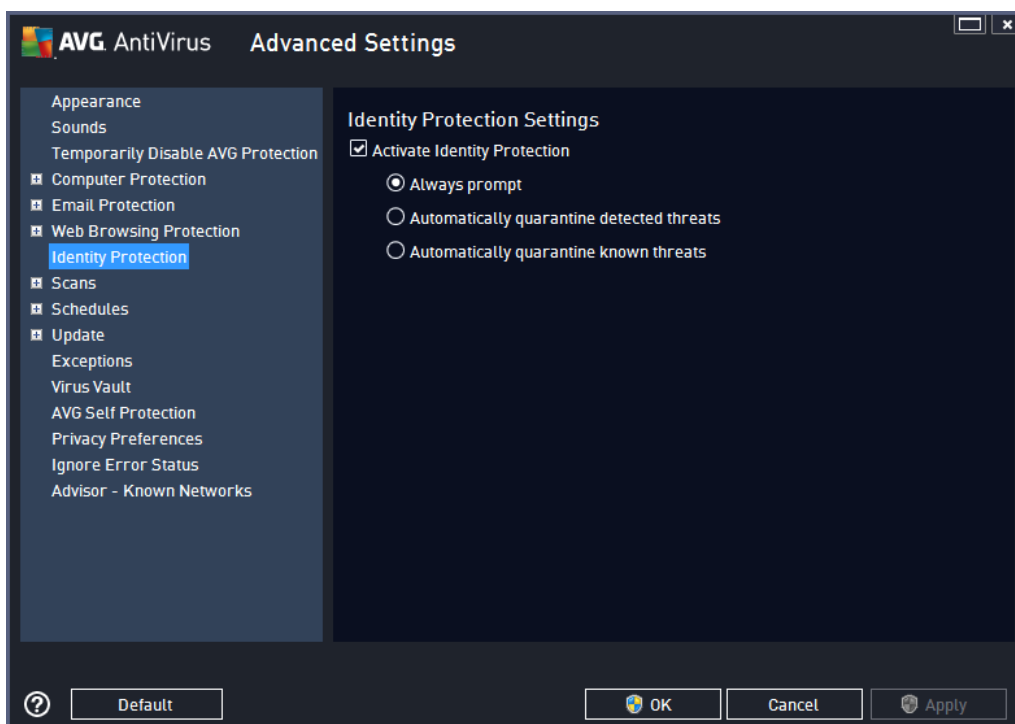 AVG. AntiVirus Advanced Settings
Appearance
Sounds
Temporarily Disable AVG Protection
Computer Protection
Email Protection
Web Browsing Protection
Identity Protection
Scans
Schedules
Update
Exceptions
Virus Vault
AVG Self Protection
Privacy Preferences
Ignore Error Status
Advisor - Known Networks
Identity Protection Settings
Activate Identity Protection
Always prompt
Automatically quarantine detected threats
Automatically quarantine known threats
? Default OK Cancel Apply